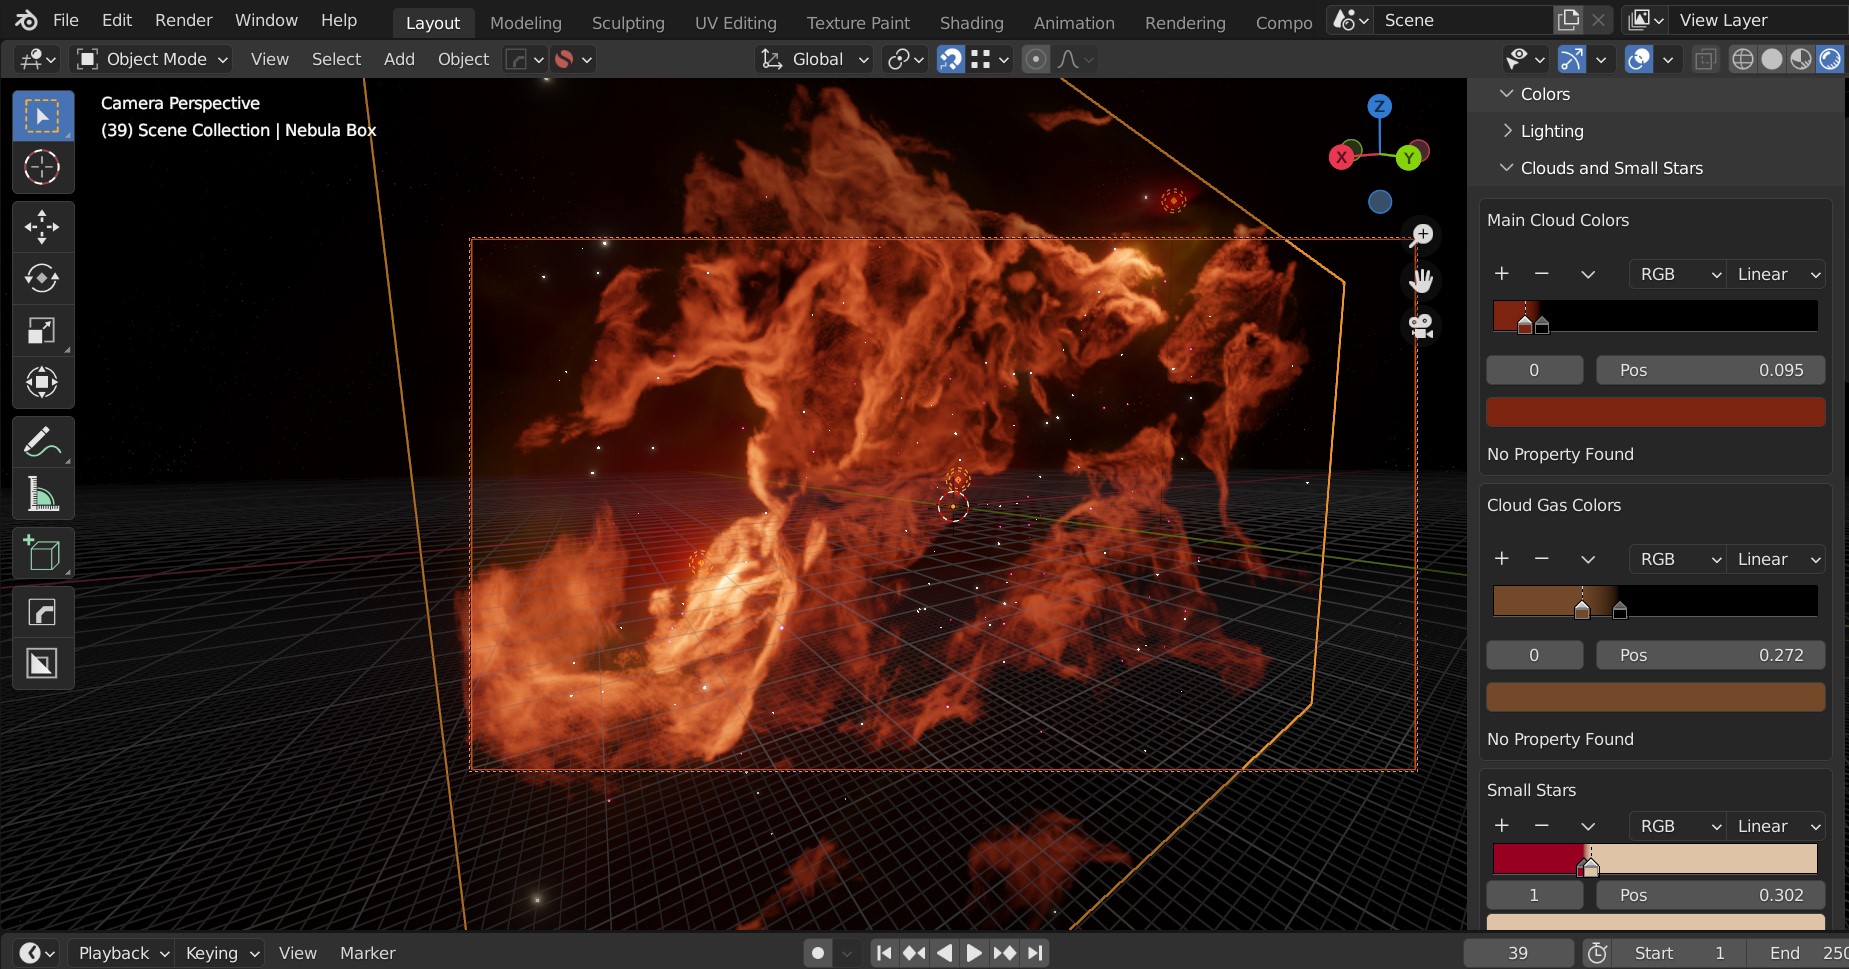 File Edit Render Window Help Layout Modeling Sculpting UV Editing Texture Paint Shading Animation Rendering Compo Scene View Layer
Object Mode View Select Add Object Global
Camera Perspective
(39) Scene Collection | Nebula Box
Z
X
Y
Colors
Lighting
Clouds and Small Stars
Main Cloud Colors
+ − RGB Linear
0 Pos 0.095
No Property Found
Cloud Gas Colors
+ − RGB Linear
0 Pos 0.272
No Property Found
Small Stars
+ − RGB Linear
1 Pos 0.302
Playback Keying View Marker 39 Start 1 End 250